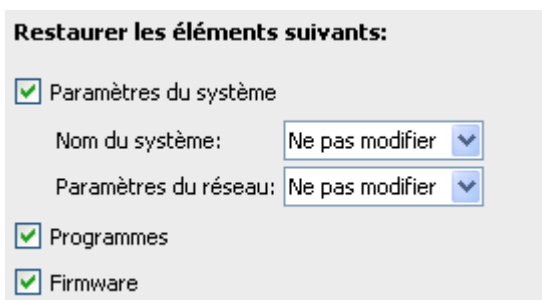 Restaurer les éléments suivants:
Paramètres du système
Nom du système: Ne pas modifier
Paramètres du réseau: Ne pas modifier
Programmes
Firmware